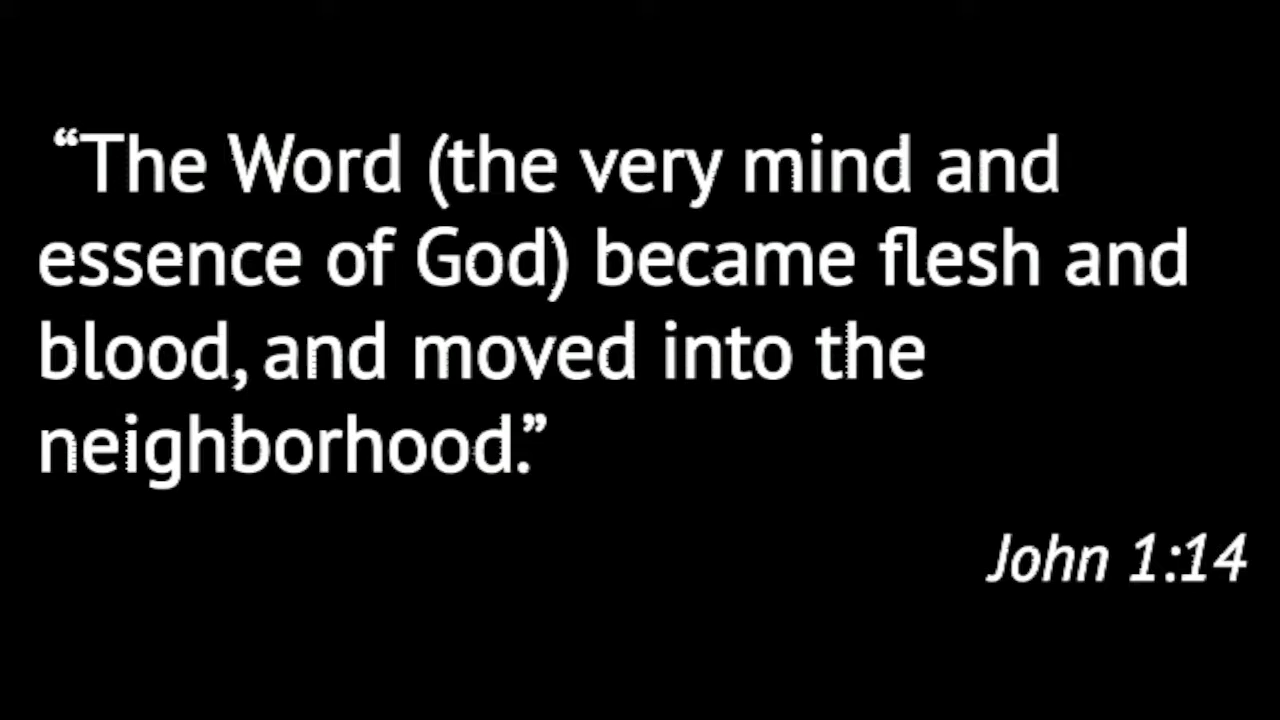 “The Word (the very mind and
essence of God) became flesh and
blood, and moved into the
neighborhood.”
John 1:14